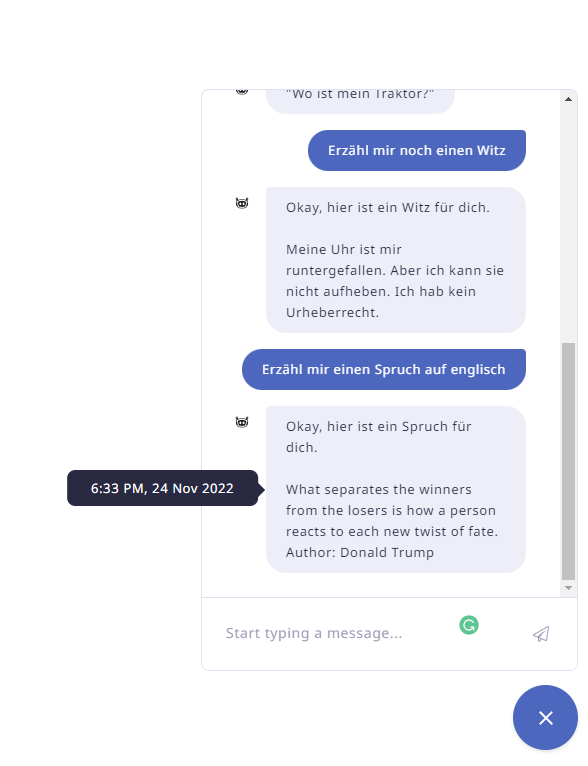 "Wo ist mein Traktor?"
Erzähl mir noch einen Witz
Okay, hier ist ein Witz für dich.
Meine Uhr ist mir
runtergefallen. Aber ich kann sie
nicht aufheben. Ich hab kein
Urheberrecht.
Erzähl mir einen Spruch auf englisch
Okay, hier ist ein Spruch für
dich.
6:33 PM, 24 Nov 2022
What separates the winners
from the losers is how a person
reacts to each new twist of fate.
Author: Donald Trump
Start typing a message...